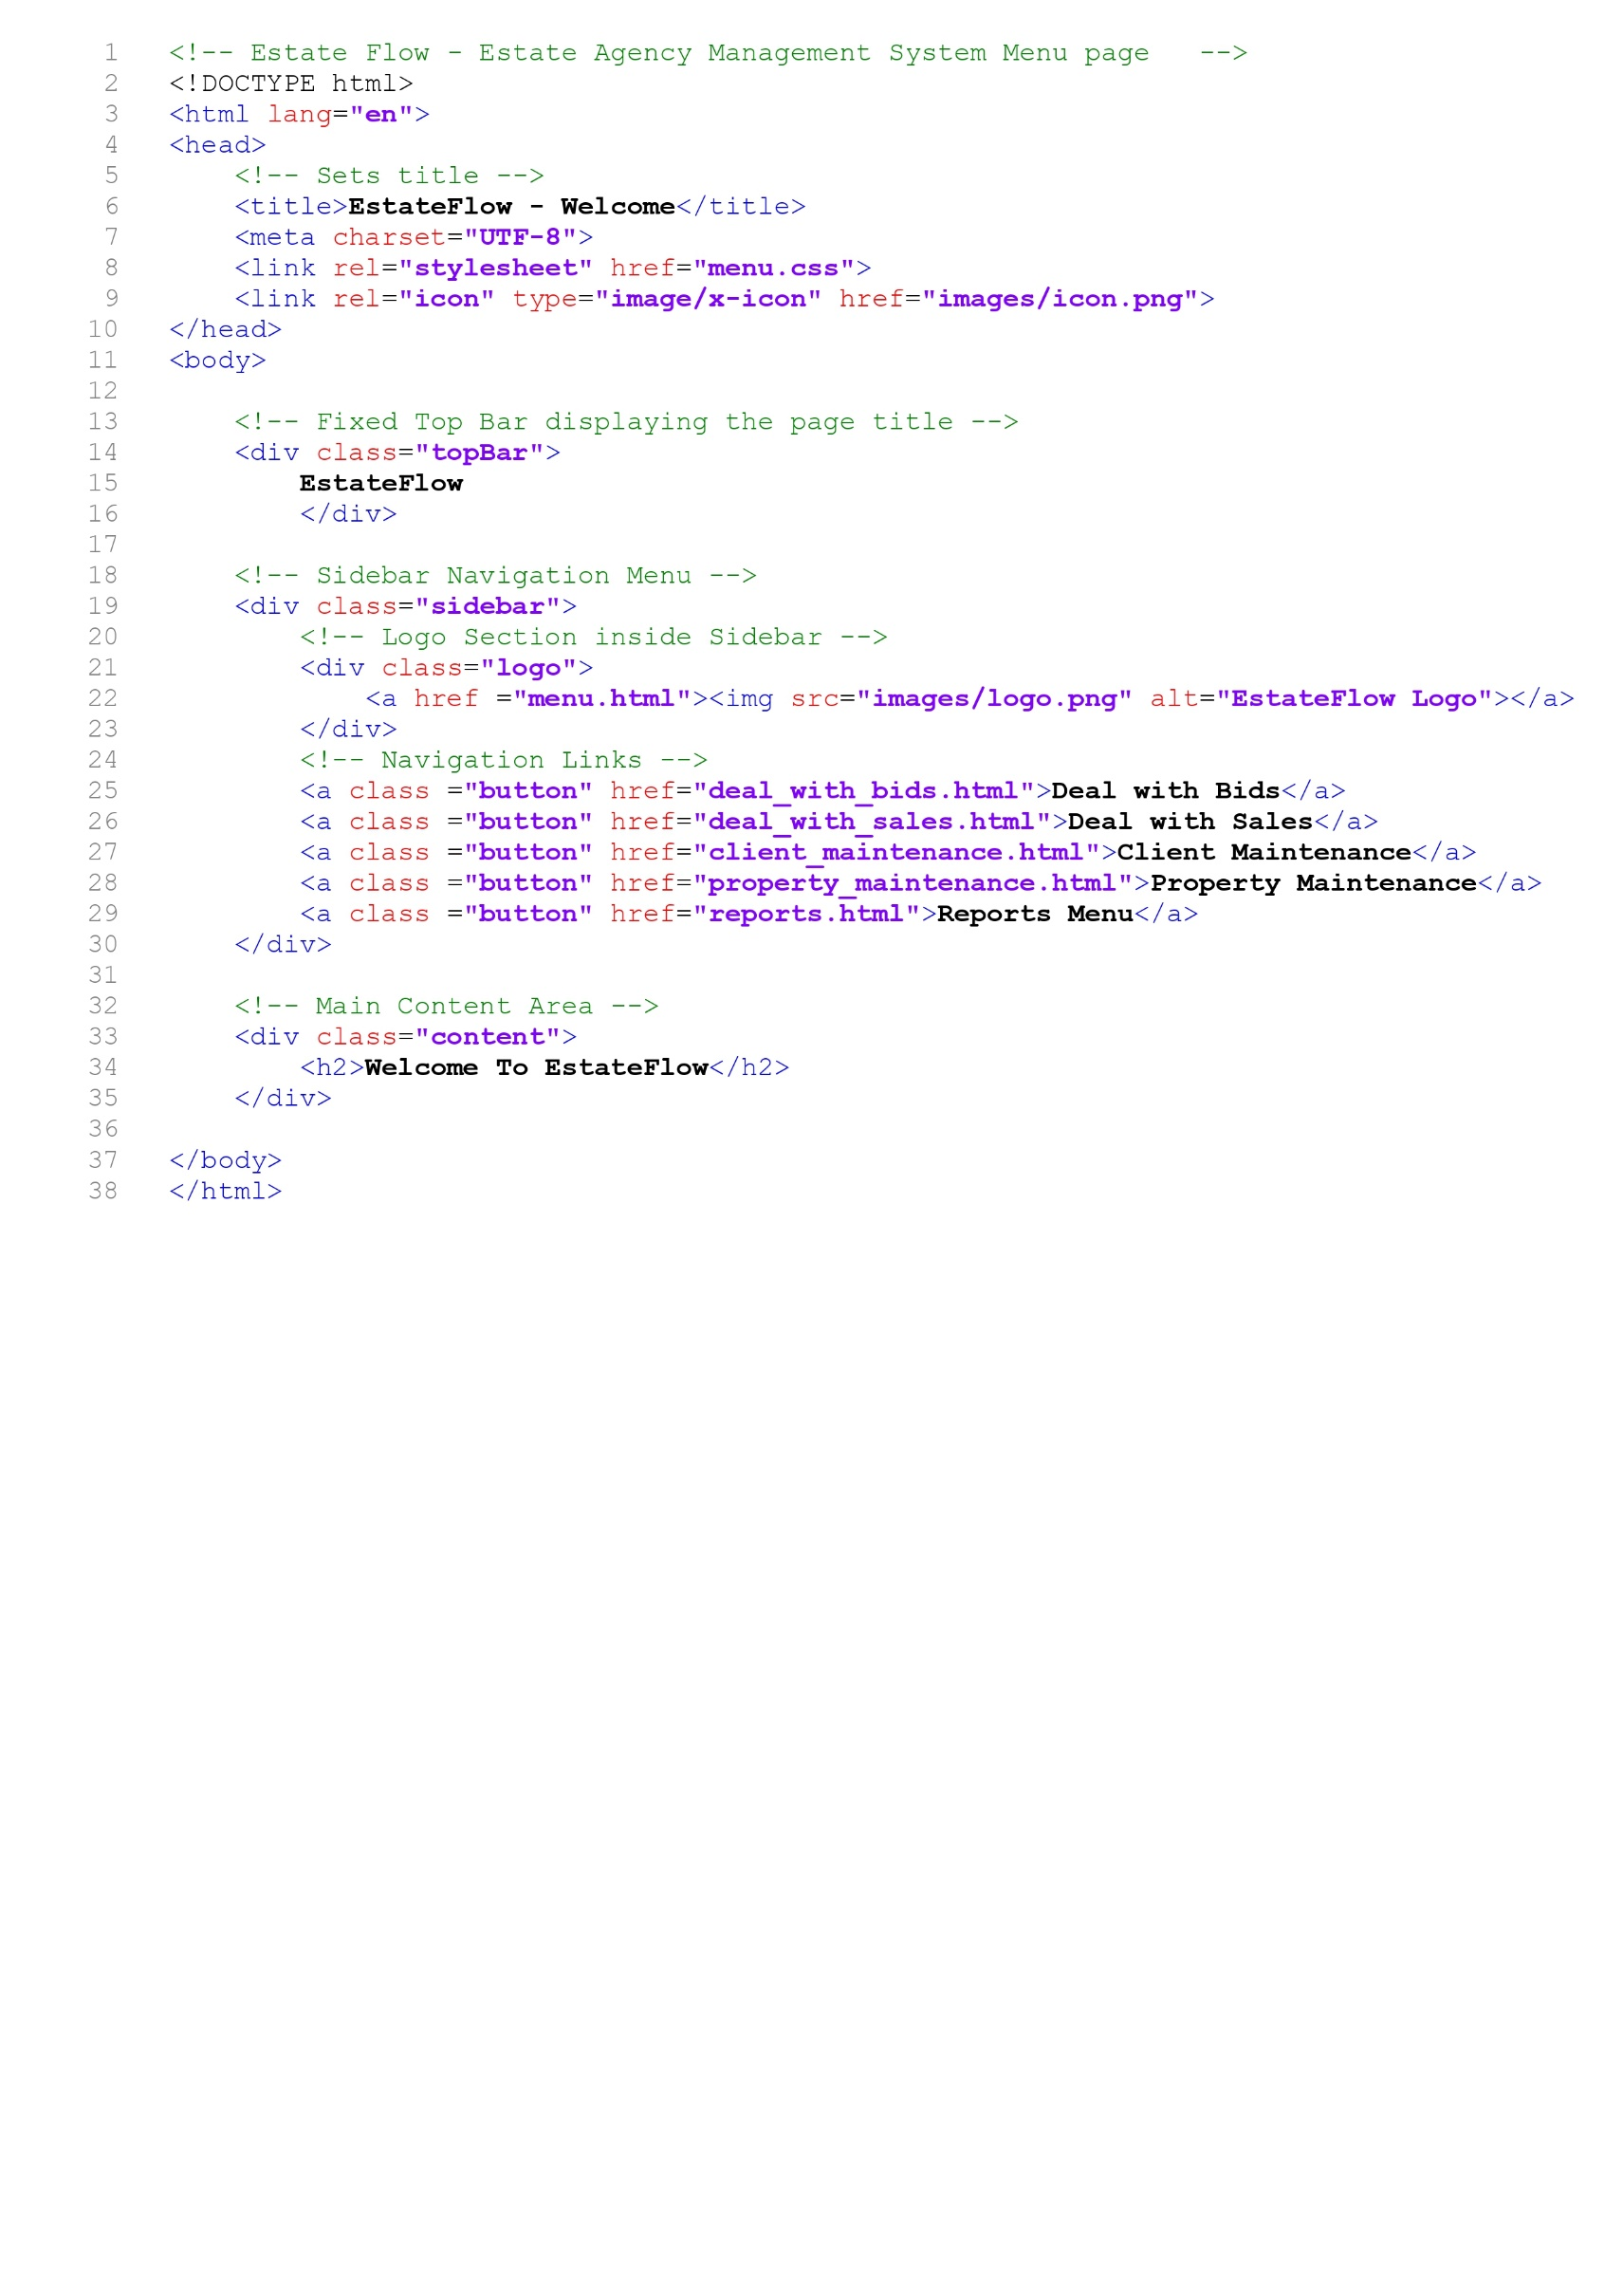 1 <!-- Estate Flow - Estate Agency Management System Menu page   -->
2 <!DOCTYPE html>
3 <html lang="en">
4 <head>
5     <!-- Sets title -->
6     <title>EstateFlow - Welcome</title>
7     <meta charset="UTF-8">
8     <link rel="stylesheet" href="menu.css">
9     <link rel="icon" type="image/x-icon" href="images/icon.png">
10 </head>
11 <body>
12
13     <!-- Fixed Top Bar displaying the page title -->
14     <div class="topBar">
15         EstateFlow
16         </div>
17
18     <!-- Sidebar Navigation Menu -->
19     <div class="sidebar">
20         <!-- Logo Section inside Sidebar -->
21         <div class="logo">
22             <a href ="menu.html"><img src="images/logo.png" alt="EstateFlow Logo"></a>
23         </div>
24         <!-- Navigation Links -->
25         <a class ="button" href="deal_with_bids.html">Deal with Bids</a>
26         <a class ="button" href="deal_with_sales.html">Deal with Sales</a>
27         <a class ="button" href="client_maintenance.html">Client Maintenance</a>
28         <a class ="button" href="property_maintenance.html">Property Maintenance</a>
29         <a class ="button" href="reports.html">Reports Menu</a>
30     </div>
31
32     <!-- Main Content Area -->
33     <div class="content">
34         <h2>Welcome To EstateFlow</h2>
35     </div>
36
37 </body>
38 </html>